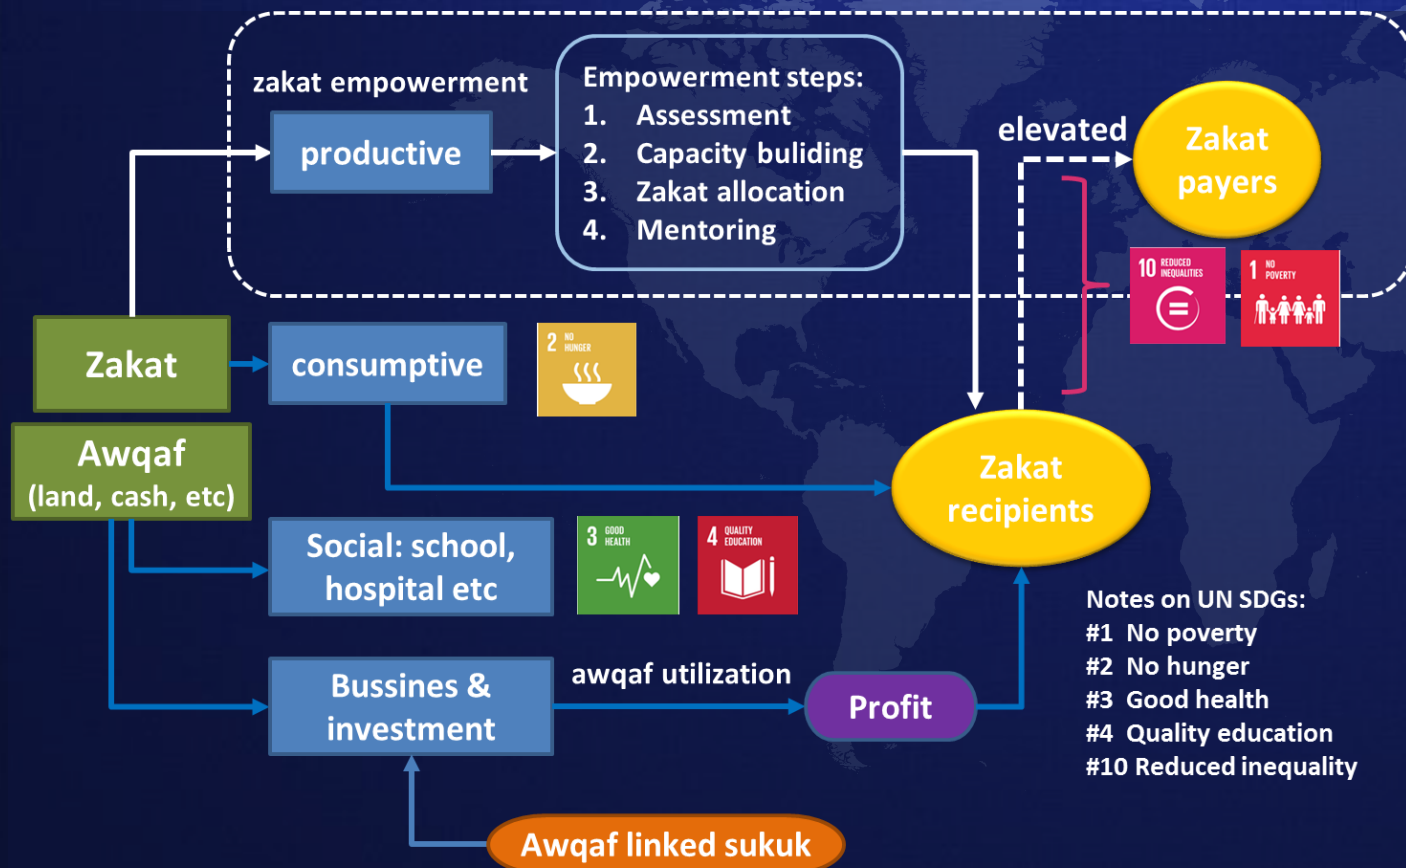 zakat empowerment
productive
Empowerment steps:
1. Assessment
2. Capacity buliding
3. Zakat allocation
4. Mentoring
elevated
Zakat
payers
10 REDUCED
INEQUALITIES
1 NO
POVERTY
Zakat
consumptive
2 NO
HUNGER
Awqaf
(land, cash, etc)
Zakat
recipients
Social: school,
hospital etc
3 GOOD
HEALTH
4 QUALITY
EDUCATION
Bussines &
investment
awqaf utilization
Profit
Notes on UN SDGs:
#1 No poverty
#2 No hunger
#3 Good health
#4 Quality education
#10 Reduced inequality
Awqaf linked sukuk